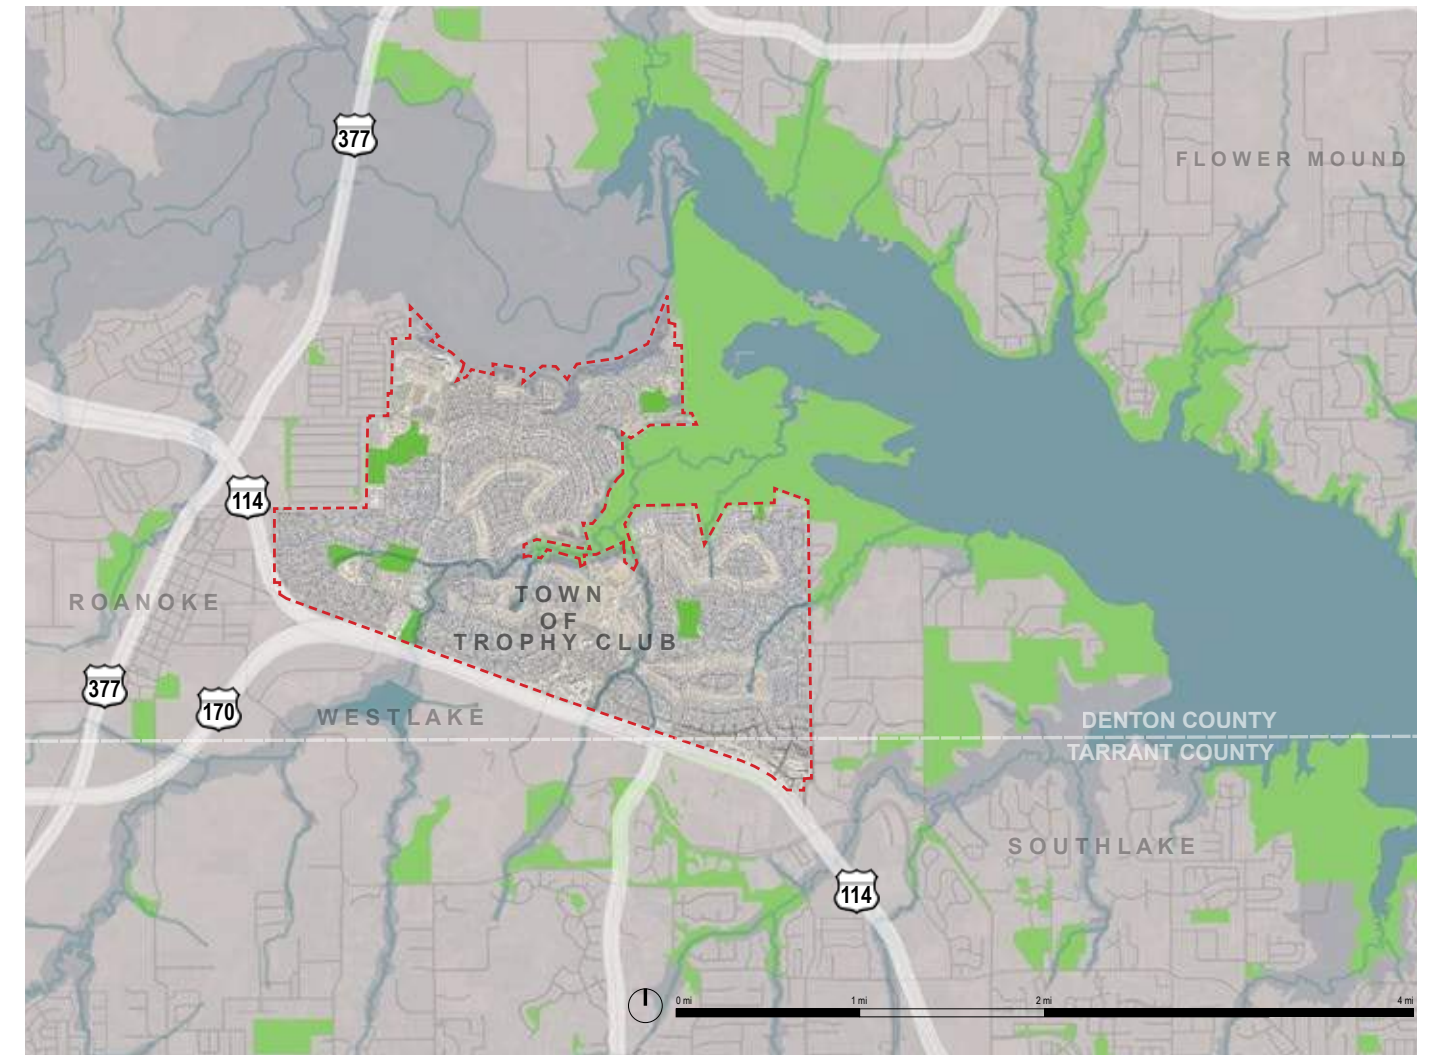 377
FLOWER MOUND
114
ROANOKE
TOWN
OF
TROPHY CLUB
377
170
WESTLAKE
DENTON COUNTY
TARRANT COUNTY
SOUTHLAKE
114
0 mi
1 mi
2 mi
4 mi